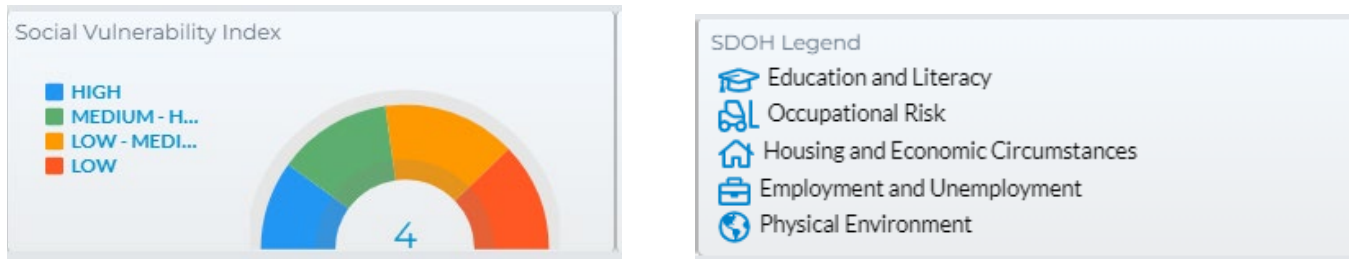 Social Vulnerability Index
HIGH
MEDIUM - H...
LOW - MEDI...
LOW
4
SDOH Legend
Education and Literacy
Occupational Risk
Housing and Economic Circumstances
Employment and Unemployment
Physical Environment